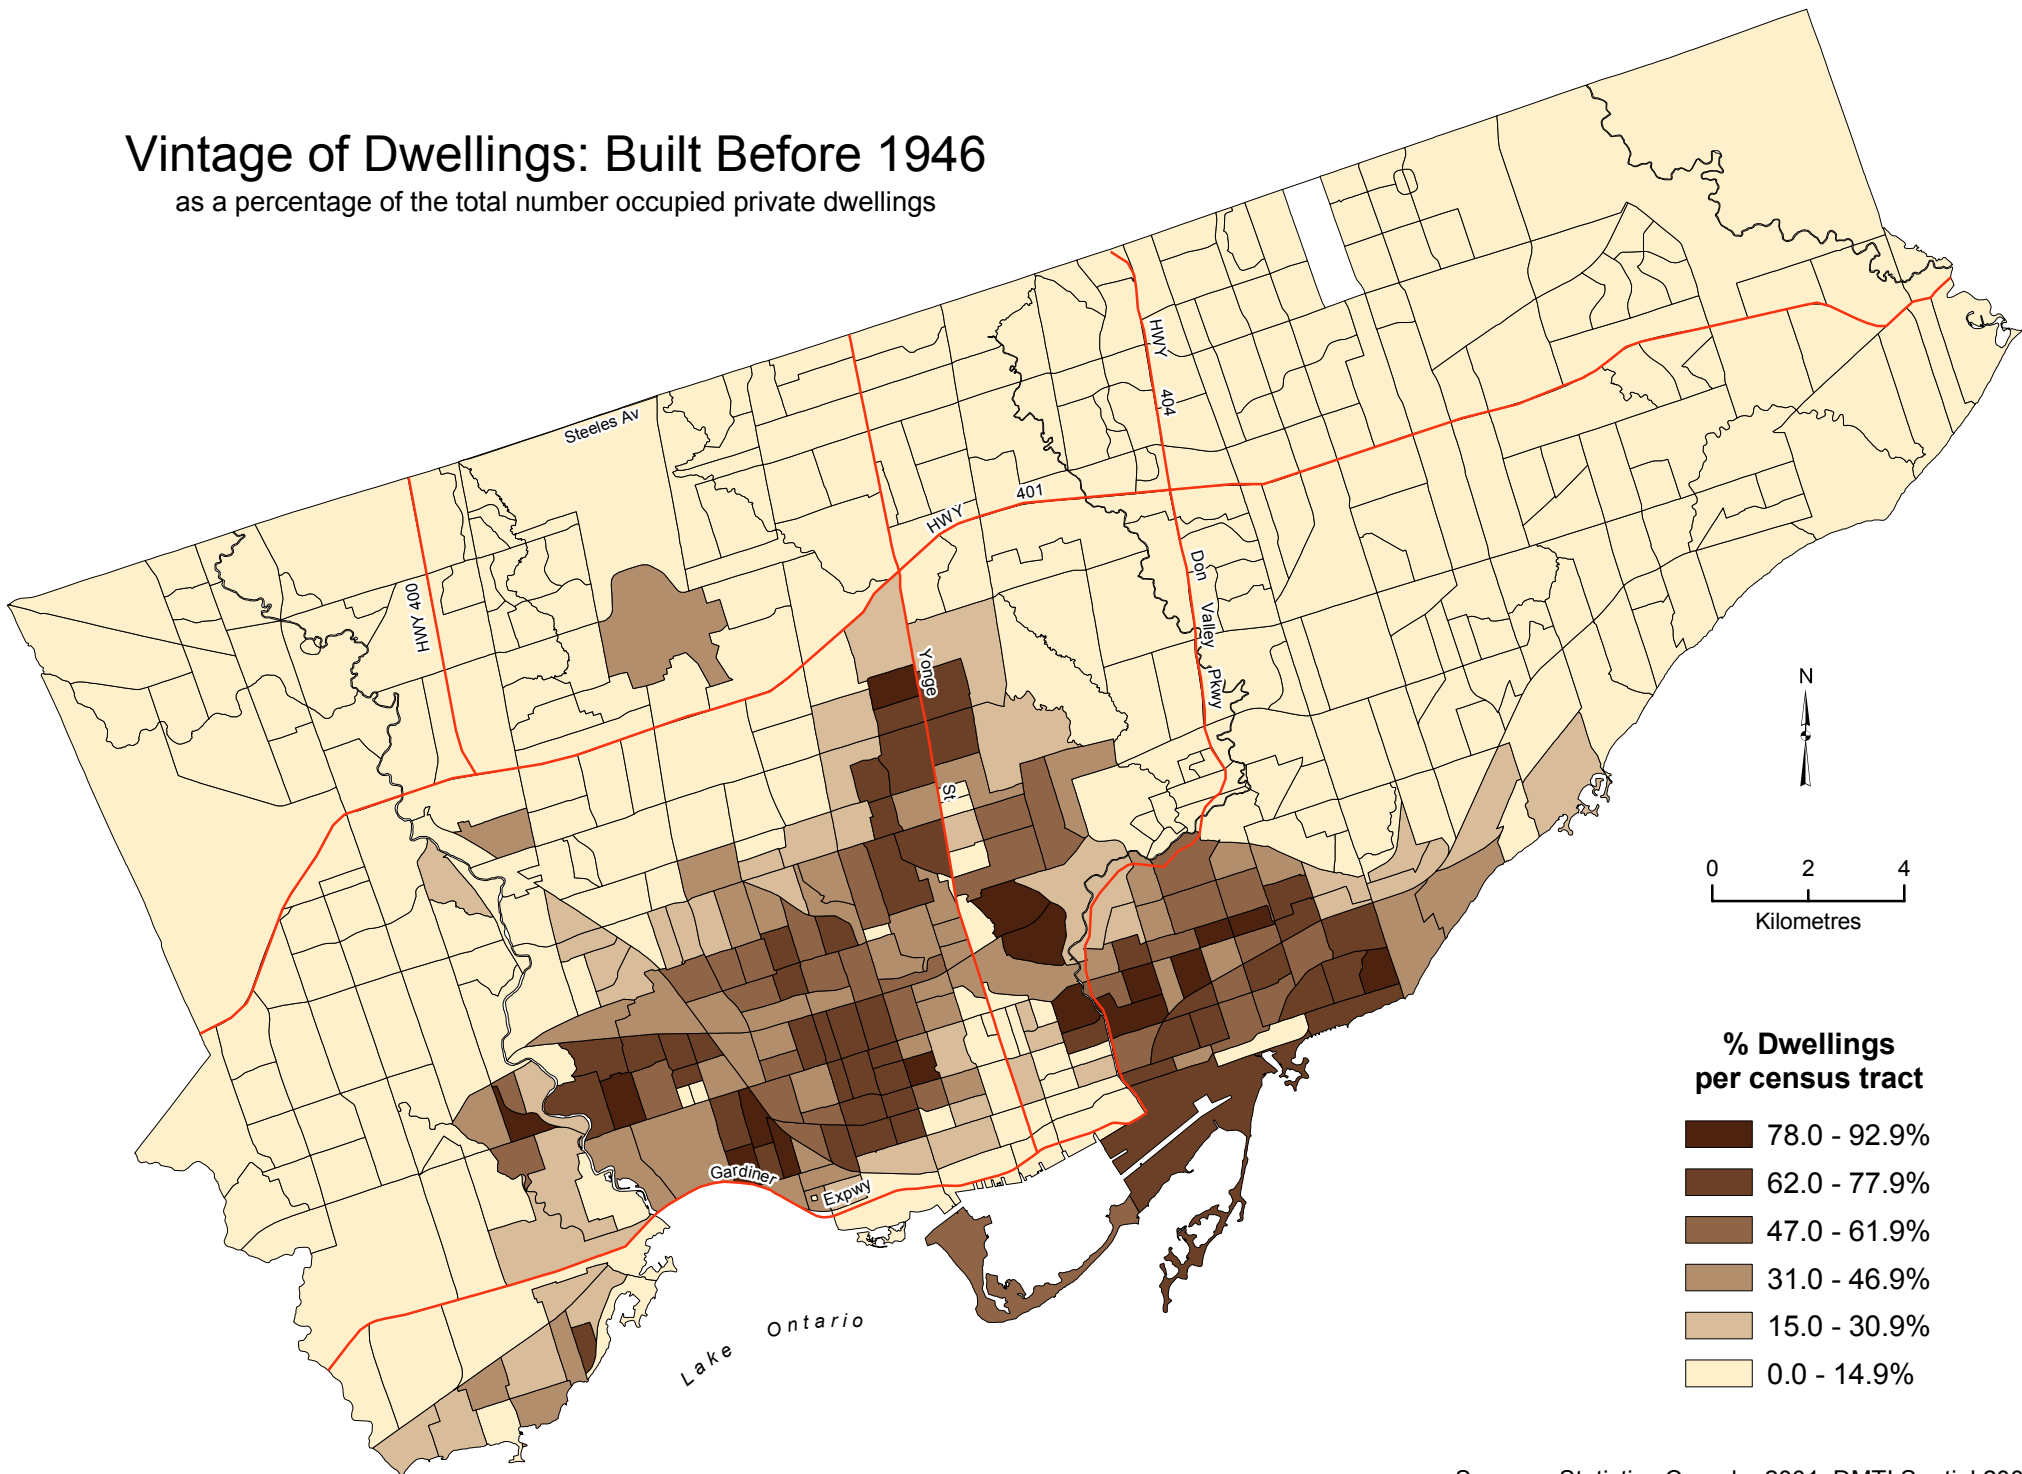 Vintage of Dwellings: Built Before 1946
as a percentage of the total number occupied private dwellings
Steeles Av
HWY 404
HWY 401
HWY 400
Don Valley Pkwy
Yonge St
N
0 2 4
Kilometres
Gardiner Expwy
Lake Ontario
% Dwellings
per census tract
78.0 - 92.9%
62.0 - 77.9%
47.0 - 61.9%
31.0 - 46.9%
15.0 - 30.9%
0.0 - 14.9%